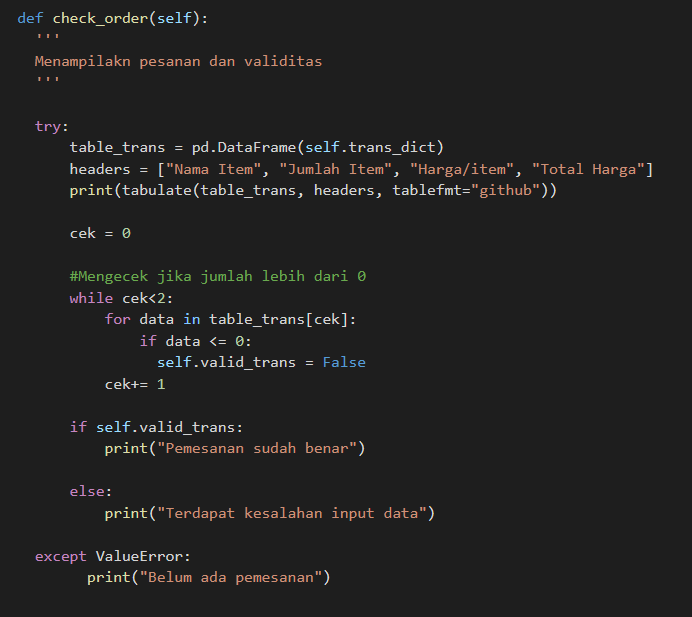 def check_order(self):
  '''
  Menampilakn pesanan dan validitas
  '''

  try:
      table_trans = pd.DataFrame(self.trans_dict)
      headers = ["Nama Item", "Jumlah Item", "Harga/item", "Total Harga"]
      print(tabulate(table_trans, headers, tablefmt="github"))

      cek = 0

      #Mengecek jika jumlah lebih dari 0
      while cek<2:
          for data in table_trans[cek]:
              if data <= 0:
                self.valid_trans = False
          cek+= 1

      if self.valid_trans:
          print("Pemesanan sudah benar")

      else:
          print("Terdapat kesalahan input data")

  except ValueError:
        print("Belum ada pemesanan")